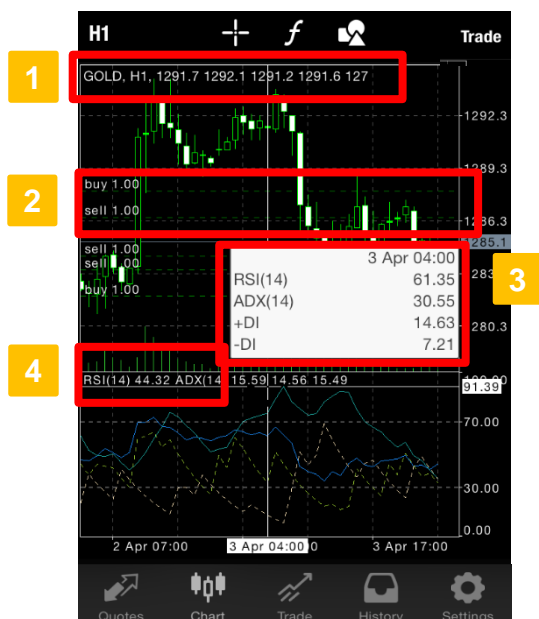 H1
f
Trade
1
GOLD, H1, 1291.7 1292.1 1291.2 1291.6 127
1292.3
1289.3
2
buy 1.00
sell 1.00
1286.3
1285.1
sell 1.00
sell 1.00
buy 1.00
3
3 Apr 04:00
RSI(14) 61.35
ADX(14) 30.55
+DI 14.63
-DI 7.21
1280.3
4
RSI(14) 44.32 ADX(14) 15.59 14.56 15.49
91.39
70.00
30.00
0.00
2 Apr 07:00 3 Apr 04:00 3 Apr 17:00
Quotes Chart Trade History Settings